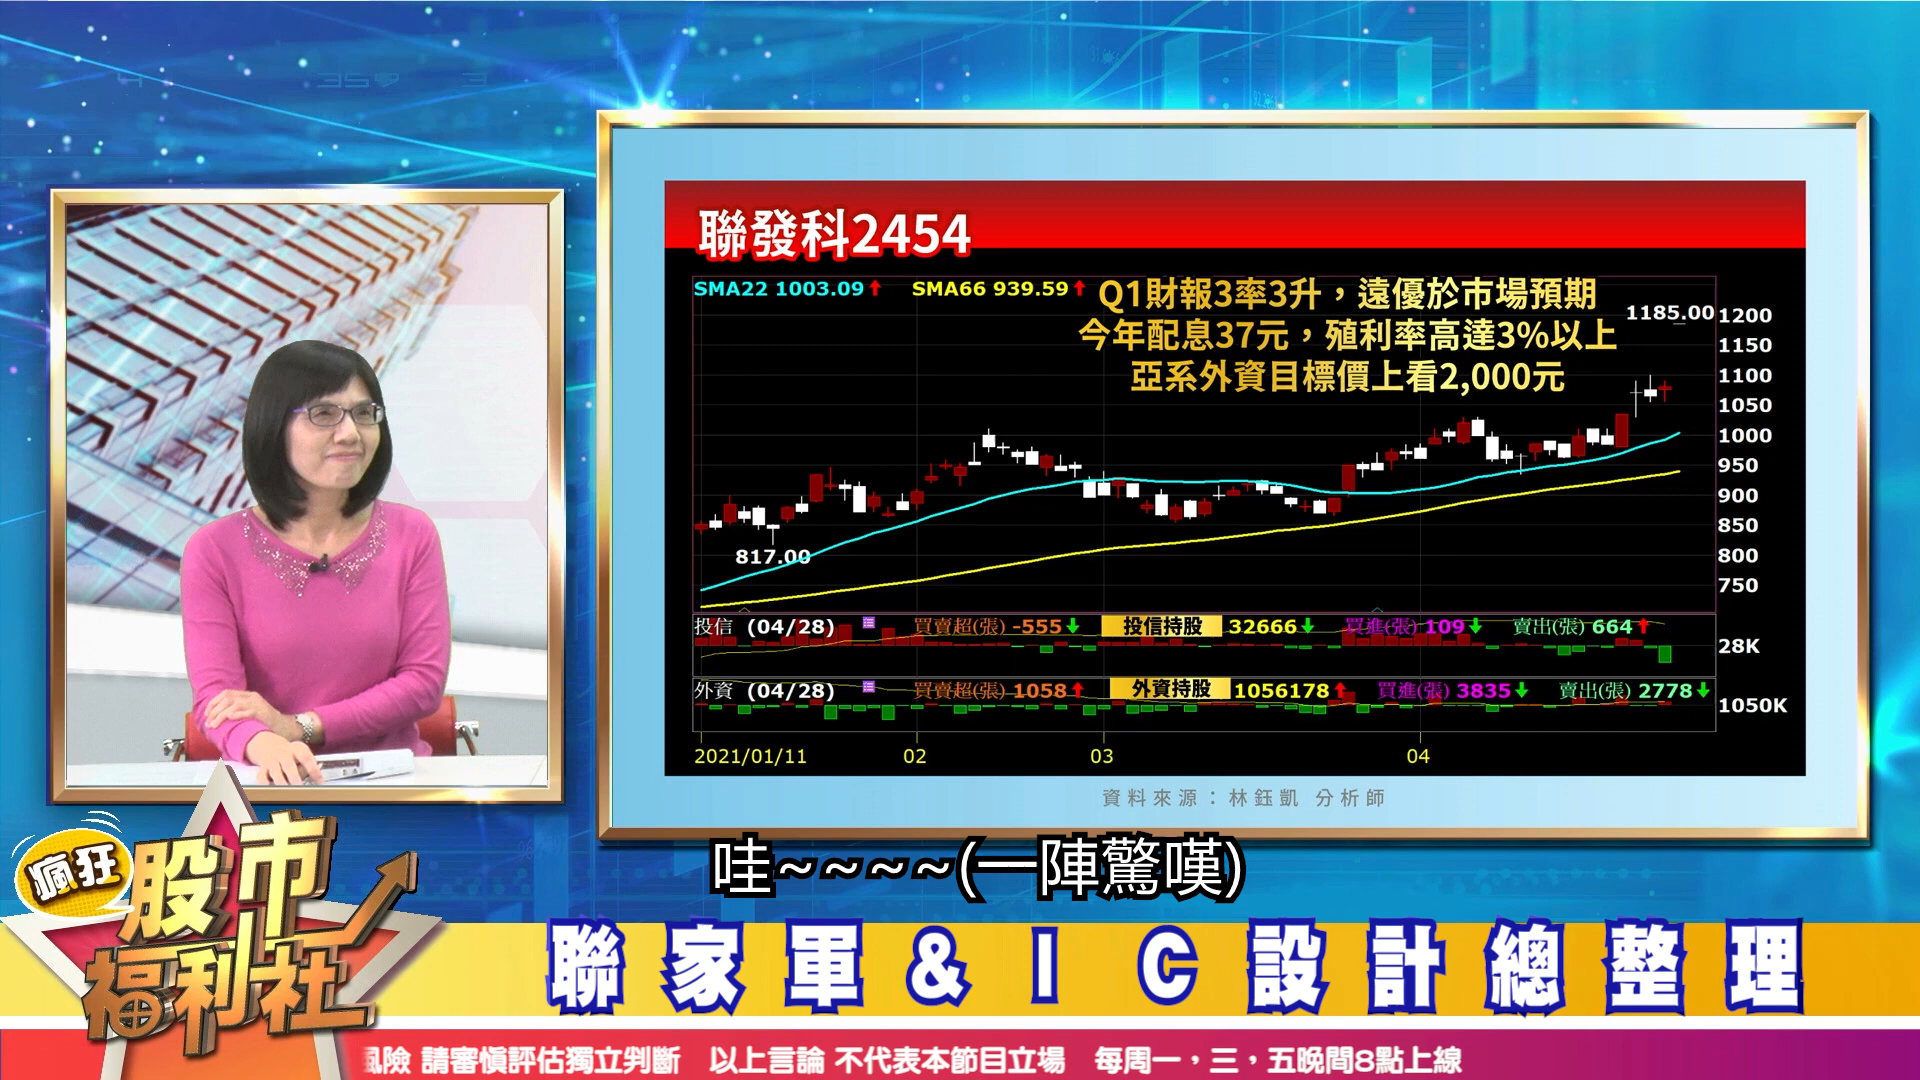 聯發科2454
SMA22 1003.09↑ SMA66 939.59↑
Q1財報3率3升，遠優於市場預期
今年配息37元，殖利率高達3%以上
亞系外資目標價上看2,000元
1185.00
1200
1150
1100
1050
1000
950
900
850
800
750
817.00
投信 (04/28) 買賣超(張) -555↓ 投信持股 32666↓ 買進(張) 109↓ 賣出(張) 664↑
28K
外資 (04/28) 買賣超(張) 1058↑ 外資持股 1056178↑ 買進(張) 3835↓ 賣出(張) 2778↓
1050K
2021/01/11 02 03 04
資料來源：林鈺凱 分析師
哇~~~~(一陣驚嘆)
瘋狂
股市
福利社
聯家軍&IC設計總整理
風險 請審慎評估獨立判斷 以上言論 不代表本節目立場 每周一，三，五晚間8點上線